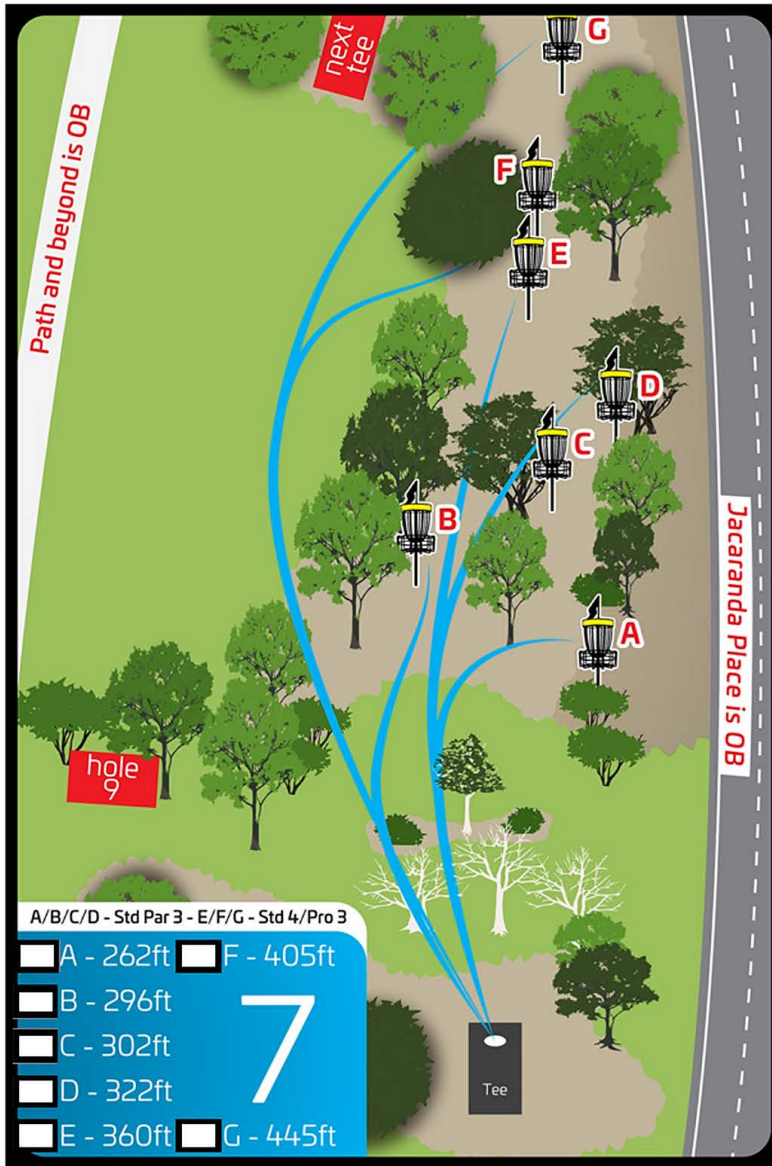 G
next
tee
F
E
Path and beyond is OB
D
C
B
A
Jacaranda Place is OB
hole
9
A/B/C/D - Std Par 3 - E/F/G - Std 4/Pro 3
A - 262ft
F - 405ft
B - 296ft
7
C - 302ft
D - 322ft
E - 360ft
G - 445ft
Tee